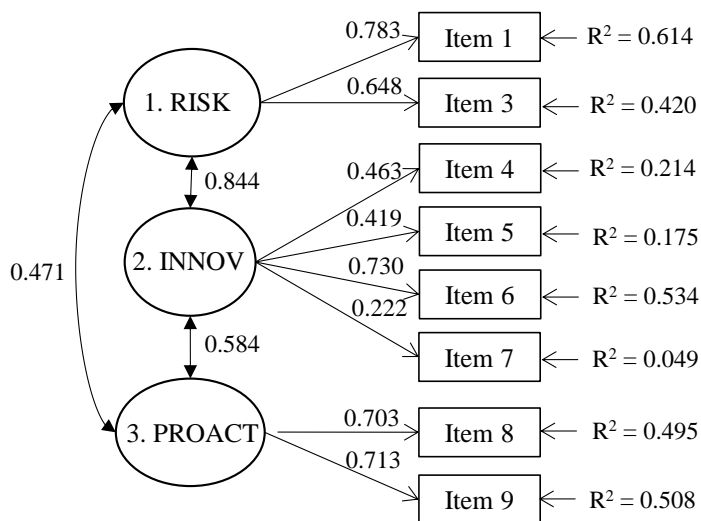 0.783 Item 1 R² = 0.614
1. RISK 0.648 Item 3 R² = 0.420
0.844 0.463 Item 4 R² = 0.214
0.419 Item 5 R² = 0.175
2. INNOV 0.730 Item 6 R² = 0.534
0.471 0.222
0.584 Item 7 R² = 0.049
3. PROACT 0.703 Item 8 R² = 0.495
0.713 Item 9 R² = 0.508